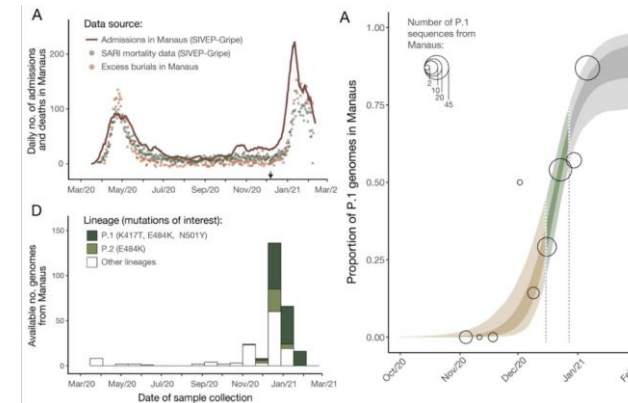 A
Data source:
Admissions in Manaus (SIVEP-Gripe)
SARI mortality data (SIVEP-Gripe)
Excess burials in Manaus
Daily no. of admissions
and deaths in Manaus
200
100
0
Mar/20 May/20 Jul/20 Sep/20 Nov/20 Jan/21 Mar/2
D
Lineage (mutations of interest):
P.1 (K417T, E484K, N501Y)
P.2 (E484K)
Other lineages
Available no. genomes
from Manaus
150
100
50
0
Mar/20 May/20 Jul/20 Sep/20 Nov/20 Jan/21 Mar/21
Date of sample collection
A
Number of P.1
sequences from
Manaus:
2
10
20
45
Proportion of P.1 genomes in Manaus
1.00
0.75
0.50
0.25
0.00
Oct/20 Nov/20 Dec/20 Jan/21 Fe